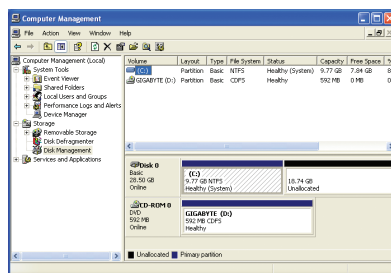 Computer Management
File Action View Window Help
Computer Management (Local)
System Tools
Event Viewer
Shared Folders
Local Users and Groups
Performance Logs and Alerts
Device Manager
Storage
Removable Storage
Disk Defragmenter
Disk Management
Services and Applications
Volume Layout Type File System Status Capacity Free Space %
(C:) Partition Basic NTFS Healthy (System) 9.77 GB 7.84 GB 8
GIGABYTE (D:) Partition Basic CDFS Healthy 592 MB 0 MB 0
Disk 0
Basic
28.50 GB
Online
(C:)
9.77 GB NTFS
Healthy (System)
18.74 GB
Unallocated
CD-ROM 0
DVD
592 MB
Online
GIGABYTE (D:)
592 MB CDFS
Healthy
Unallocated Primary partition